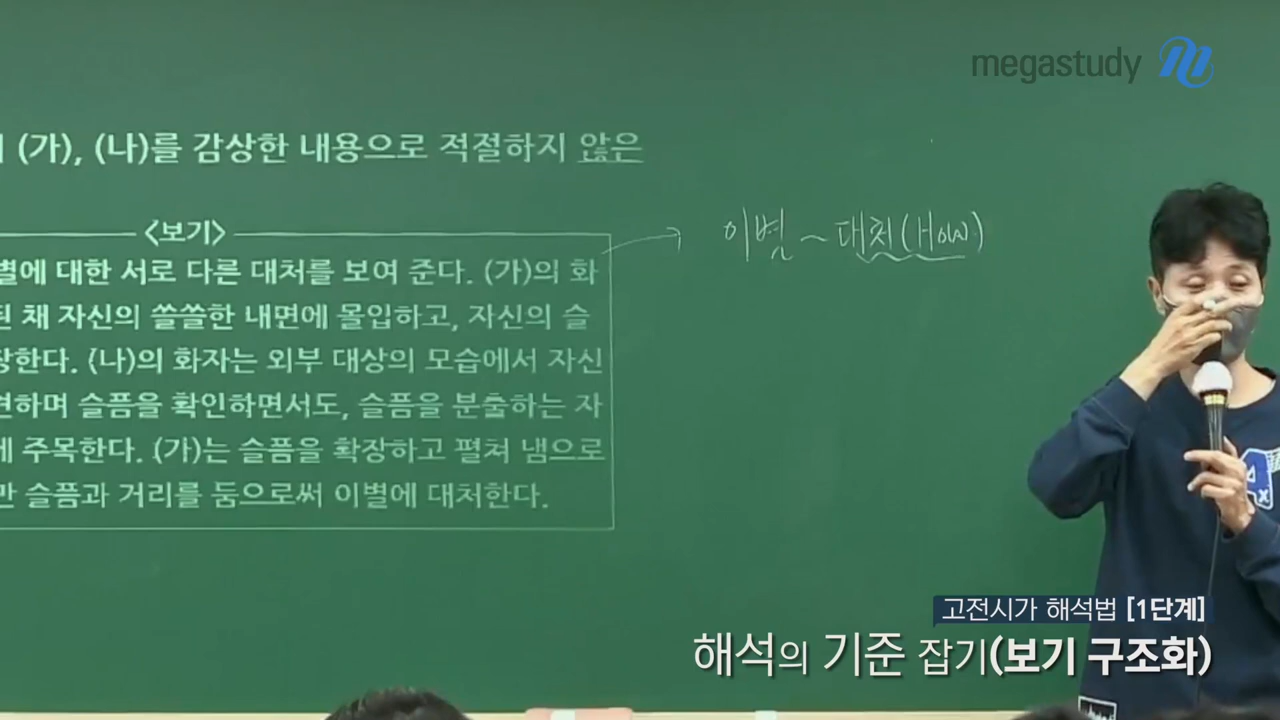 megastudy
(가), (나)를 감상한 내용으로 적절하지 않은
<보기>
별에 대한 서로 다른 대처를 보여 준다. (가)의 화
된 채 자신의 쓸쓸한 내면에 몰입하고, 자신의 슬
장한다. (나)의 화자는 외부 대상의 모습에서 자신
견하며 슬픔을 확인하면서도, 슬픔을 분출하는 자
에 주목한다. (가)는 슬픔을 확장하고 펼쳐 냄으로
만 슬픔과 거리를 둠으로써 이별에 대처한다.
이별 ~ 대처(How)
고전시가 해석법 [1단계]
해석의 기준 잡기(보기 구조화)